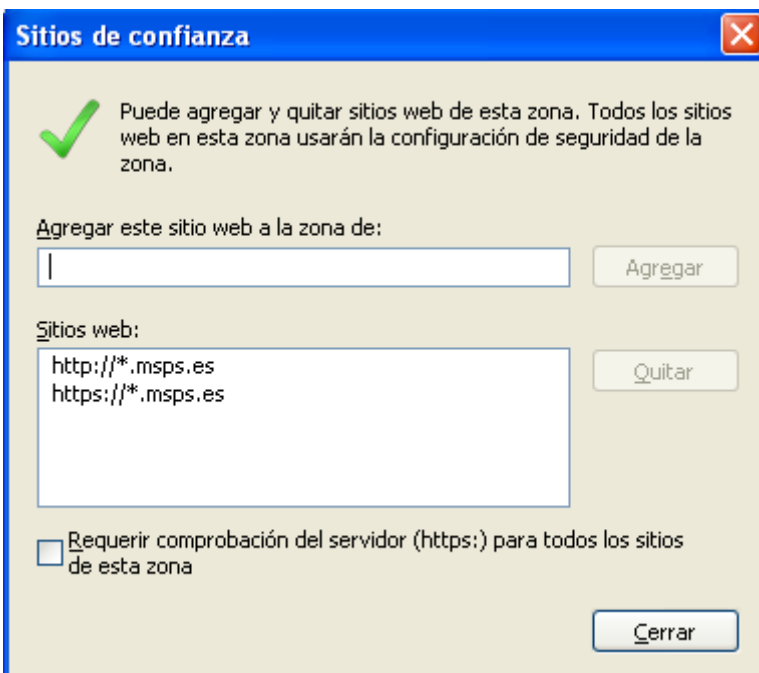 Sitios de confianza
Puede agregar y quitar sitios web de esta zona. Todos los sitios
web en esta zona usarán la configuración de seguridad de la
zona.
Agregar este sitio web a la zona de:
Agregar
Sitios web:
http://*.msps.es
https://*.msps.es
Quitar
Requerir comprobación del servidor (https:) para todos los sitios
de esta zona
Cerrar